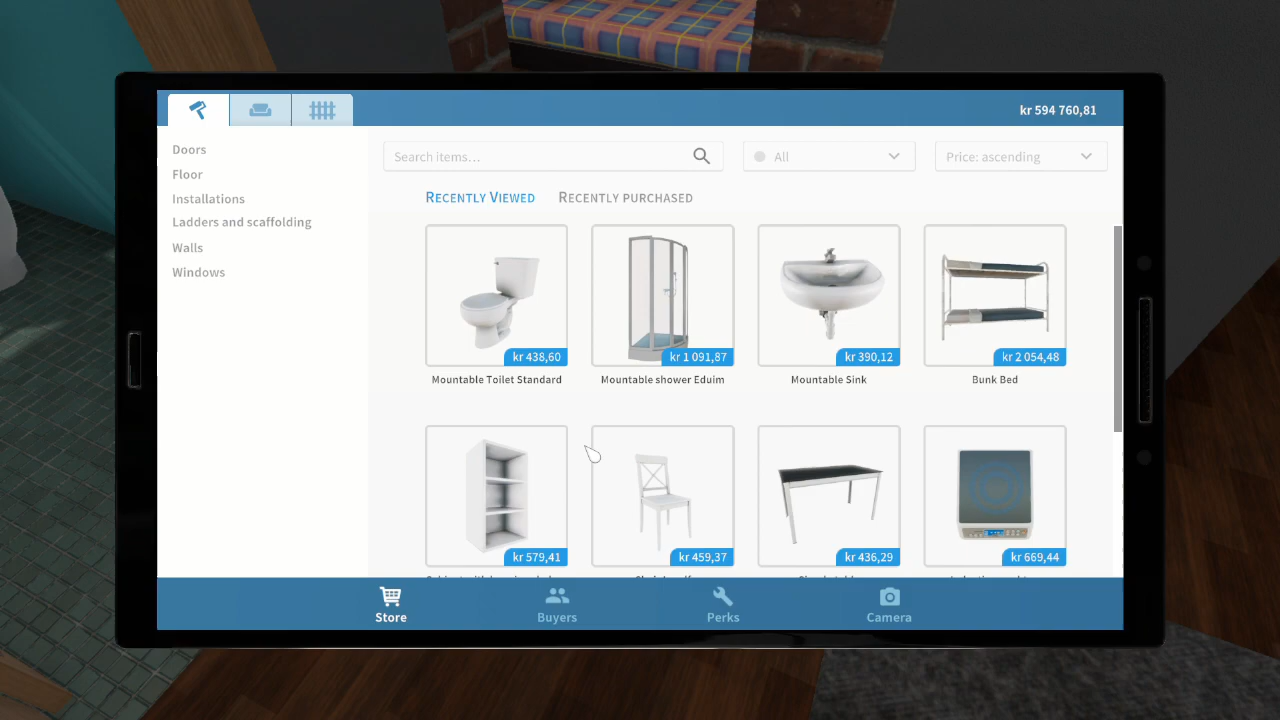 kr 594 760,81
Doors
Floor
Installations
Ladders and scaffolding
Walls
Windows
Search items...
All
Price: ascending
RECENTLY VIEWED
RECENTLY PURCHASED
kr 438,60
kr 1 091,87
kr 390,12
kr 2 054,48
Mountable Toilet Standard
Mountable shower Eduim
Mountable Sink
Bunk Bed
kr 579,41
kr 459,37
kr 436,29
kr 669,44
Store
Buyers
Perks
Camera